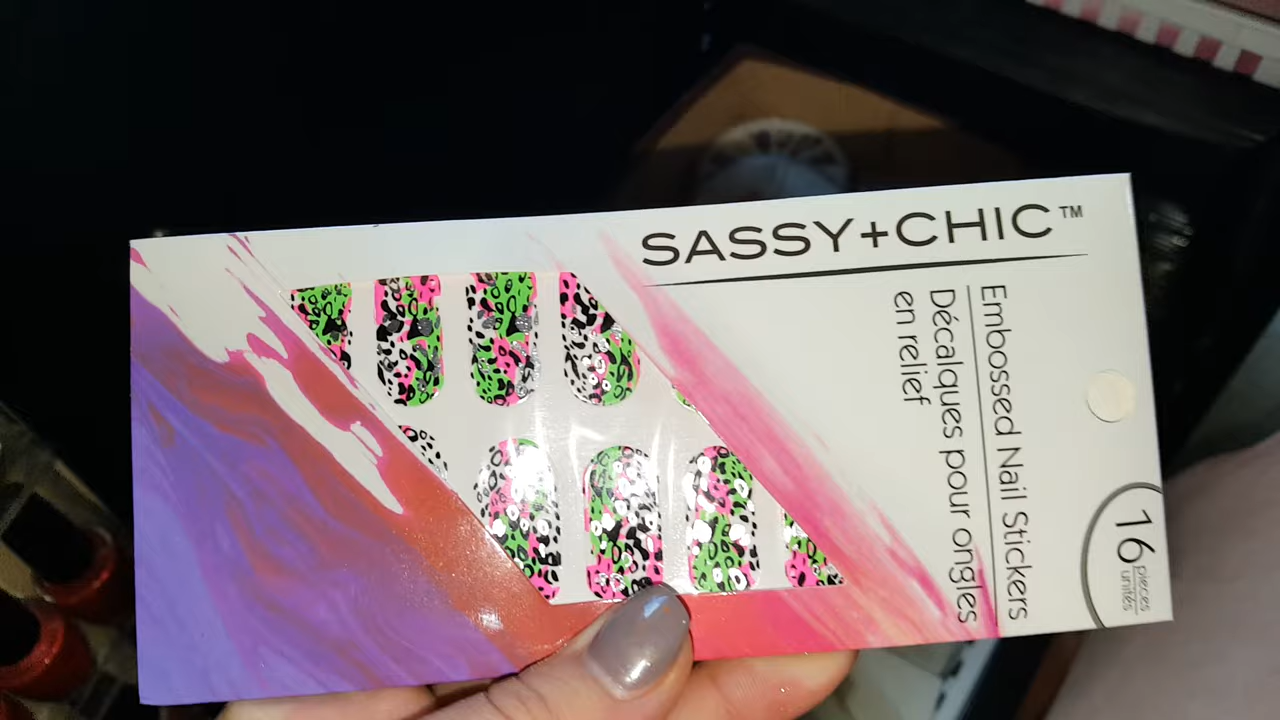 SASSY+CHIC™
Embossed Nail Stickers
Décalques pour ongles
en relief
16 pieces
unités